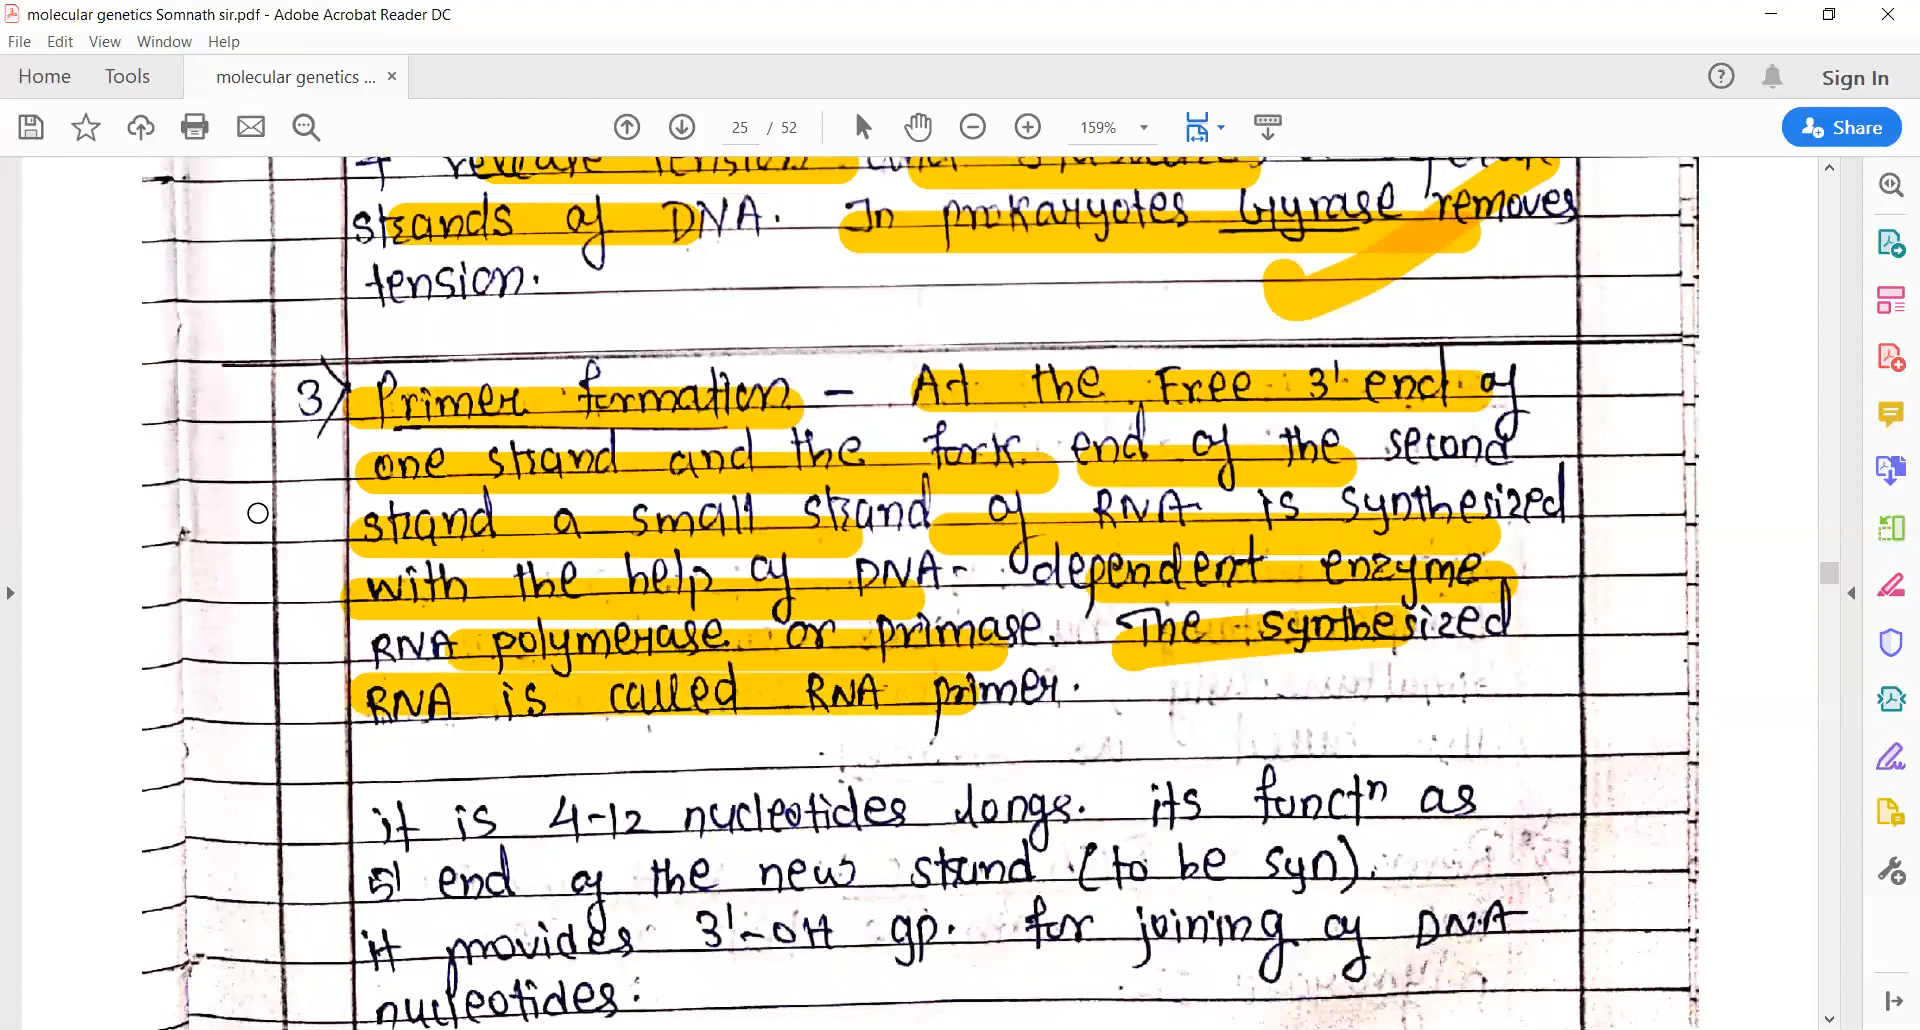 molecular genetics Somnath sir.pdf - Adobe Acrobat Reader DC
File Edit View Window Help
Home Tools molecular genetics ... × Sign In
25 / 52 159% Share
release tension and
strands of DNA. In prokaryotes Gyrase removes
tension.
3) Primer formation - At the Free 3' end of
one strand and the fork end of the second
strand a small strand of RNA is synthesized
with the help of DNA- dependent enzyme
RNA polymerase or primase. The synthesized
RNA is called RNA primer.
it is 4-12 nucleotides longs. its functⁿ as
5' end of the new strand (to be syn).
it provides 3'-OH gp. for joining of DNA
nucleotides.